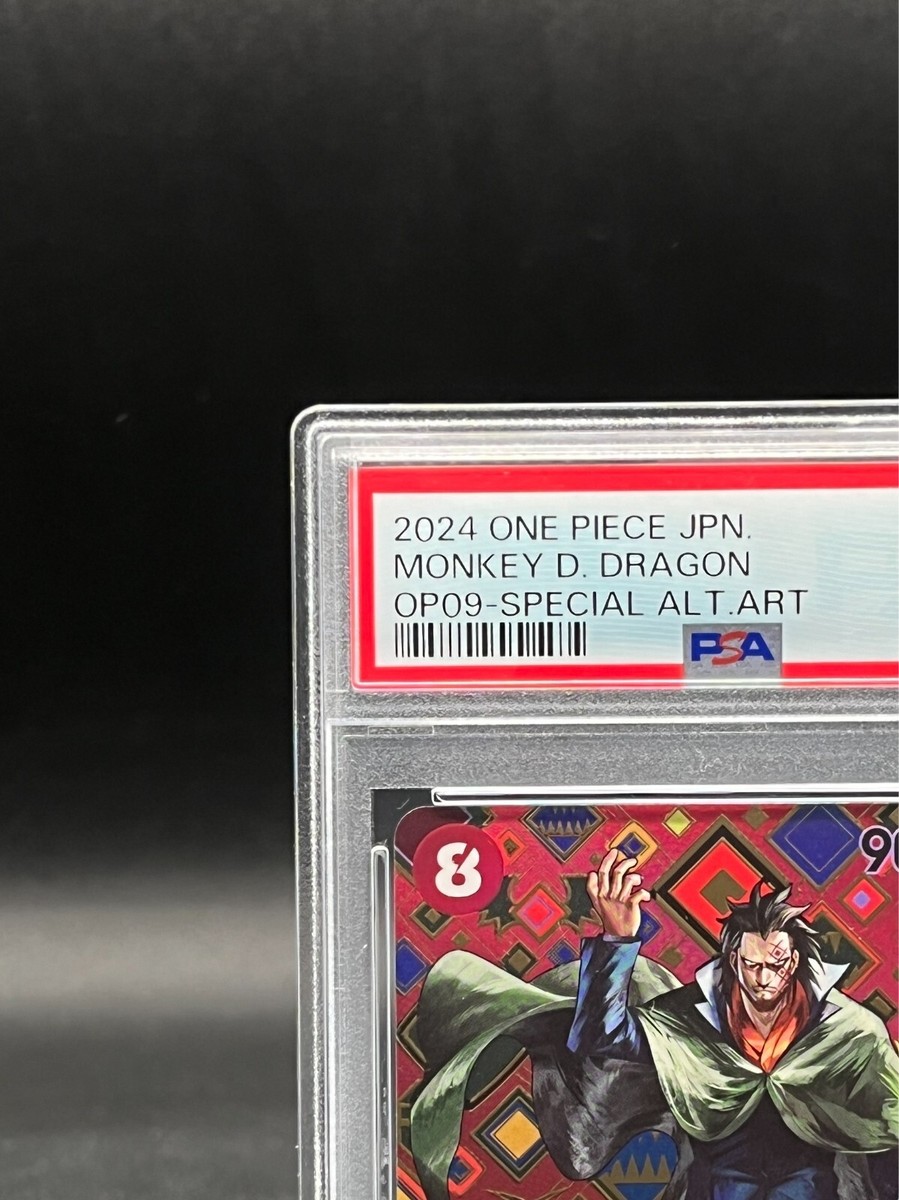 2024 ONE PIECE JPN.
MONKEY D. DRAGON
OP09-SPECIAL ALT.ART
PSA
8